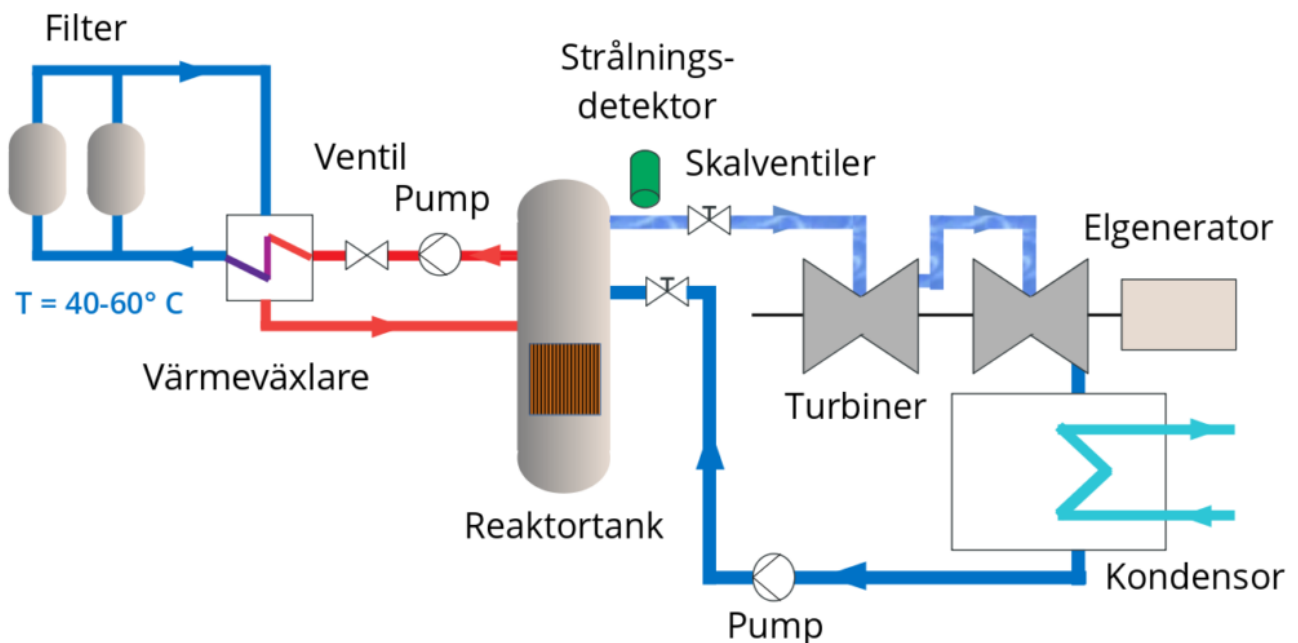 Filter
Strålnings-
detektor
Ventil
Pump
Skalventiler
Elgenerator
T = 40-60° C
Värmeväxlare
Turbiner
Reaktortank
Kondensor
Pump